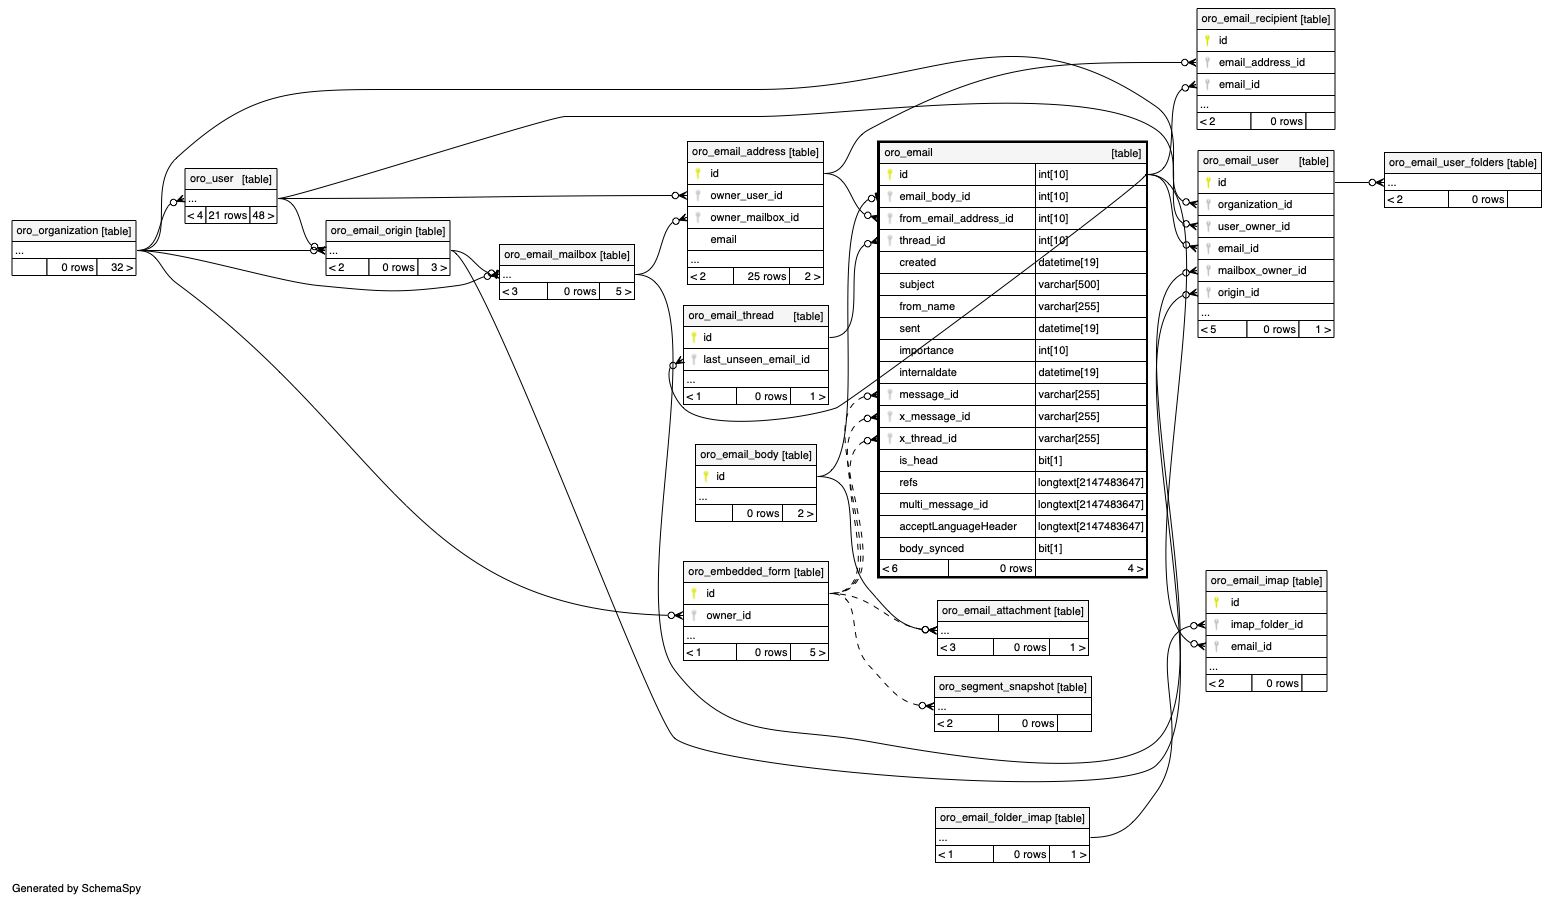 oro_organization [table]
...
0 rows 32 >
oro_user [table]
...
< 4 21 rows 48 >
oro_email_origin [table]
...
< 2 0 rows 3 >
oro_email_mailbox [table]
...
< 3 0 rows 5 >
oro_email_address [table]
id
owner_user_id
owner_mailbox_id
email
...
< 2 25 rows 2 >
oro_email_thread [table]
id
last_unseen_email_id
...
< 1 0 rows 1 >
oro_email_body [table]
id
...
0 rows 2 >
oro_embedded_form [table]
id
owner_id
...
< 1 0 rows 5 >
oro_email [table]
id int[10]
email_body_id int[10]
from_email_address_id int[10]
thread_id int[10]
created datetime[19]
subject varchar[500]
from_name varchar[255]
sent datetime[19]
importance int[10]
internaldate datetime[19]
message_id varchar[255]
x_message_id varchar[255]
x_thread_id varchar[255]
is_head bit[1]
refs longtext[2147483647]
multi_message_id longtext[2147483647]
acceptLanguageHeader longtext[2147483647]
body_synced bit[1]
< 6 0 rows 4 >
oro_email_attachment [table]
...
< 3 0 rows 1 >
oro_segment_snapshot [table]
...
< 2 0 rows
oro_email_folder_imap [table]
...
< 1 0 rows 1 >
oro_email_recipient [table]
id
email_address_id
email_id
...
< 2 0 rows
oro_email_user [table]
id
organization_id
user_owner_id
email_id
mailbox_owner_id
origin_id
...
< 5 0 rows 1 >
oro_email_user_folders [table]
...
< 2 0 rows
oro_email_imap [table]
id
imap_folder_id
email_id
...
< 2 0 rows
Generated by SchemaSpy